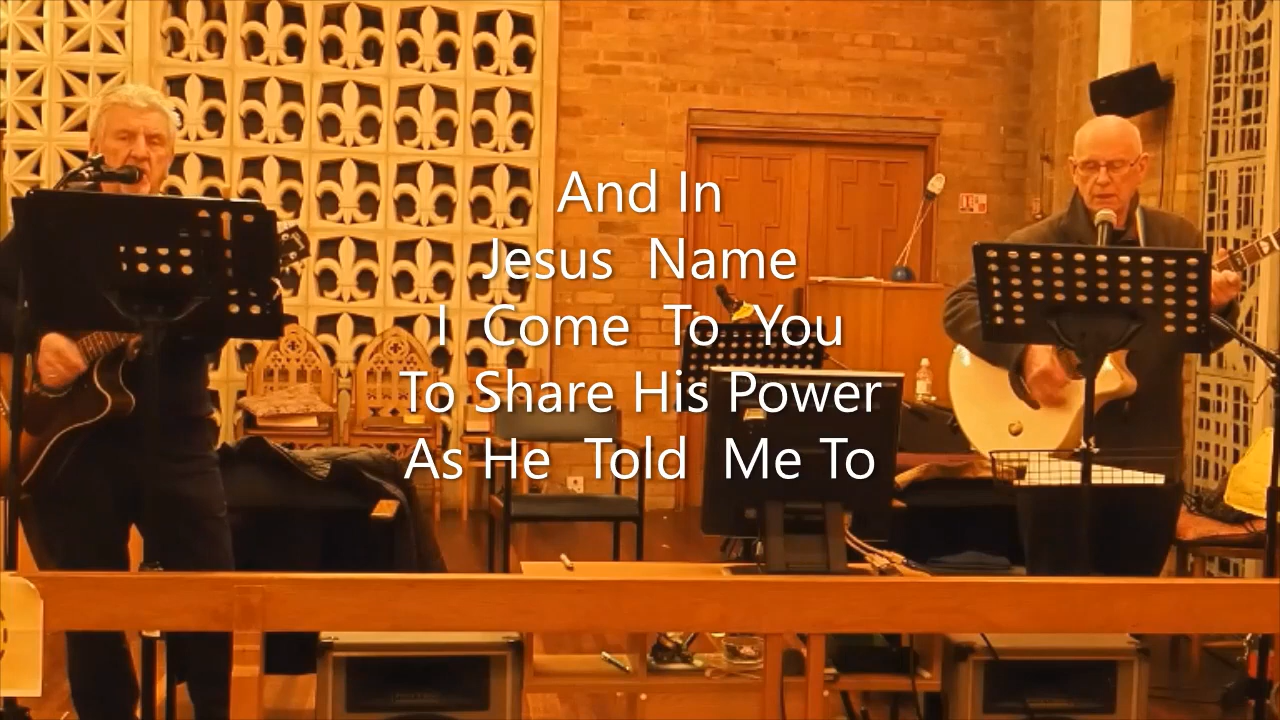 And In
Jesus Name
I Come To You
To Share His Power
As He Told Me To